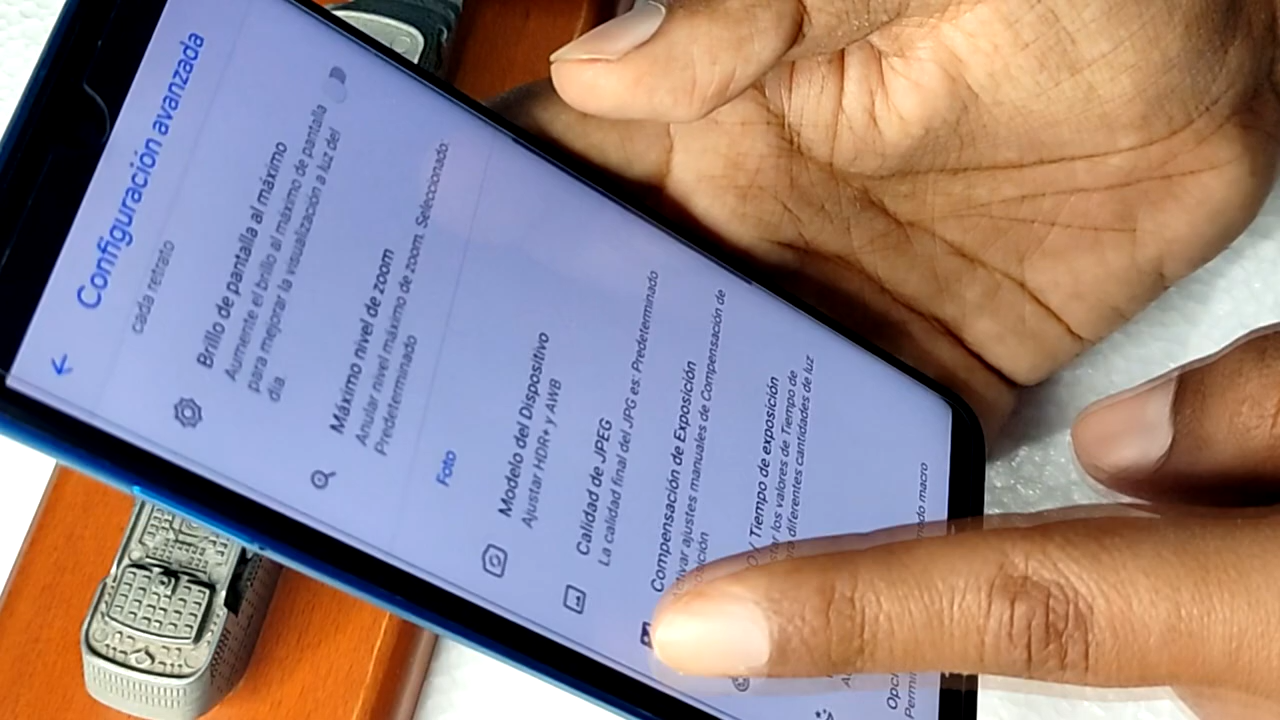 Configuración avanzada
cada retrato
Brillo de pantalla al máximo
Aumente el brillo al máximo de pantalla
para mejorar la visualización a luz del
día.
Máximo nivel de zoom
Anular nivel máximo de zoom. Selecionado:
Predeterminado
Foto
Modelo del Dispositivo
Ajustar HDR+ y AWB
Calidad de JPEG
La calidad final del JPG es: Predeterminado
Compensación de Exposición
ajustes manuales de Compensación de
/ Tiempo de exposición
los valores de Tiempo de
diferentes cantidades de luz
macro